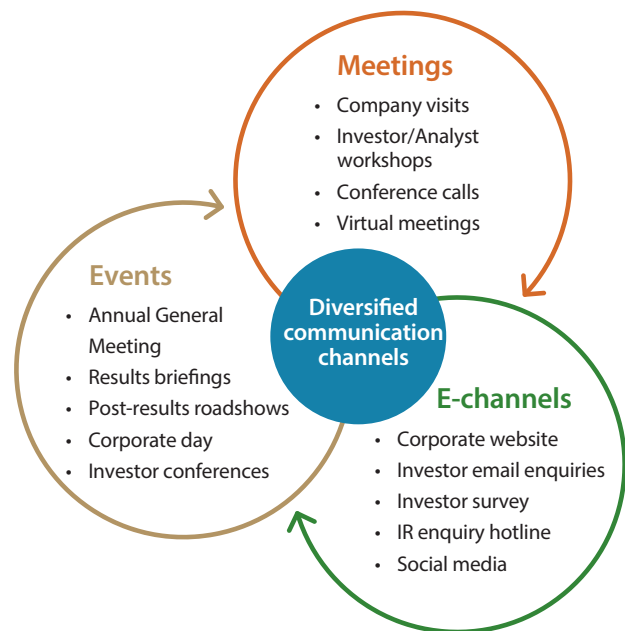 Meetings
• Company visits
• Investor/Analyst
workshops
• Conference calls
• Virtual meetings
Events
• Annual General
Meeting
• Results briefings
• Post-results roadshows
• Corporate day
• Investor conferences
Diversified
communication
channels
E-channels
• Corporate website
• Investor email enquiries
• Investor survey
• IR enquiry hotline
• Social media